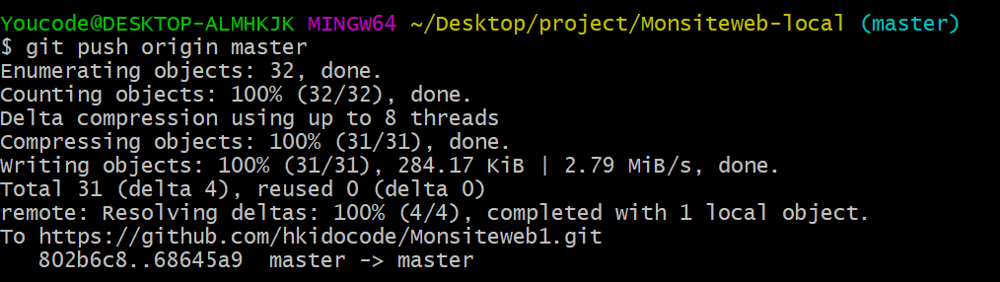 Youcode@DESKTOP-ALMHKJK MINGW64 ~/Desktop/project/Monsiteweb-local (master)
$ git push origin master
Enumerating objects: 32, done.
Counting objects: 100% (32/32), done.
Delta compression using up to 8 threads
Compressing objects: 100% (31/31), done.
Writing objects: 100% (31/31), 284.17 KiB | 2.79 MiB/s, done.
Total 31 (delta 4), reused 0 (delta 0)
remote: Resolving deltas: 100% (4/4), completed with 1 local object.
To https://github.com/hkidocode/Monsiteweb1.git
   802b6c8..68645a9  master -> master